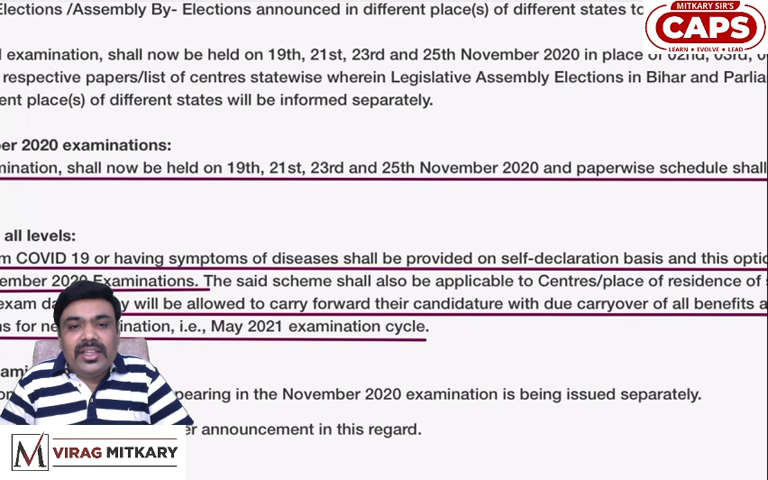 Elections /Assembly By- Elections announced in different place(s) of different states to
MITKARY SIR'S
CAPS
LEARN • EVOLVE • LEAD
examination, shall now be held on 19th, 21st, 23rd and 25th November 2020 in place of 02nd, 03rd,
respective papers/list of centres statewise wherein Legislative Assembly Elections in Bihar and Parlia
ent place(s) of different states will be informed separately.
er 2020 examinations:
mination, shall now be held on 19th, 21st, 23rd and 25th November 2020 and paperwise schedule shall
all levels:
m COVID 19 or having symptoms of diseases shall be provided on self-declaration basis and this optio
ember 2020 Examinations. The said scheme shall also be applicable to Centres/place of residence of
exam da y will be allowed to carry forward their candidature with due carryover of all benefits a
ns for ne mination, i.e., May 2021 examination cycle.
ami
pearing in the November 2020 examination is being issued separately.
er announcement in this regard.
VIRAG MITKARY